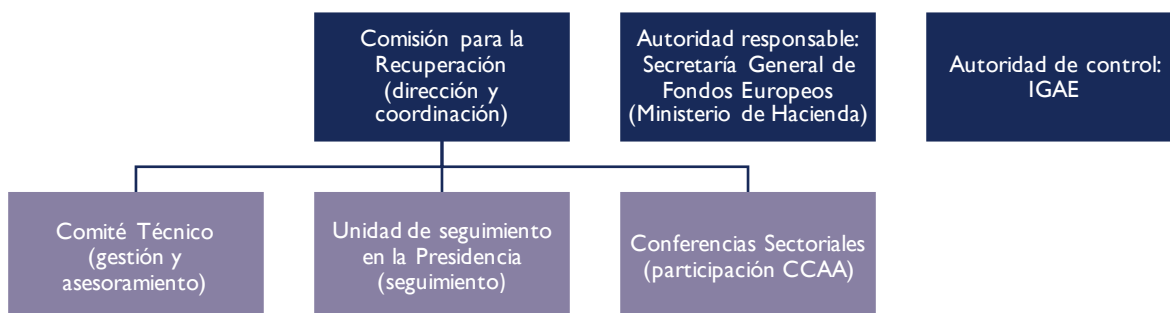 Comisión para la
Recuperación
(dirección y
coordinación)
Autoridad responsable:
Secretaría General de
Fondos Europeos
(Ministerio de Hacienda)
Autoridad de control:
IGAE
Comité Técnico
(gestión y
asesoramiento)
Unidad de seguimiento
en la Presidencia
(seguimiento)
Conferencias Sectoriales
(participación CCAA)